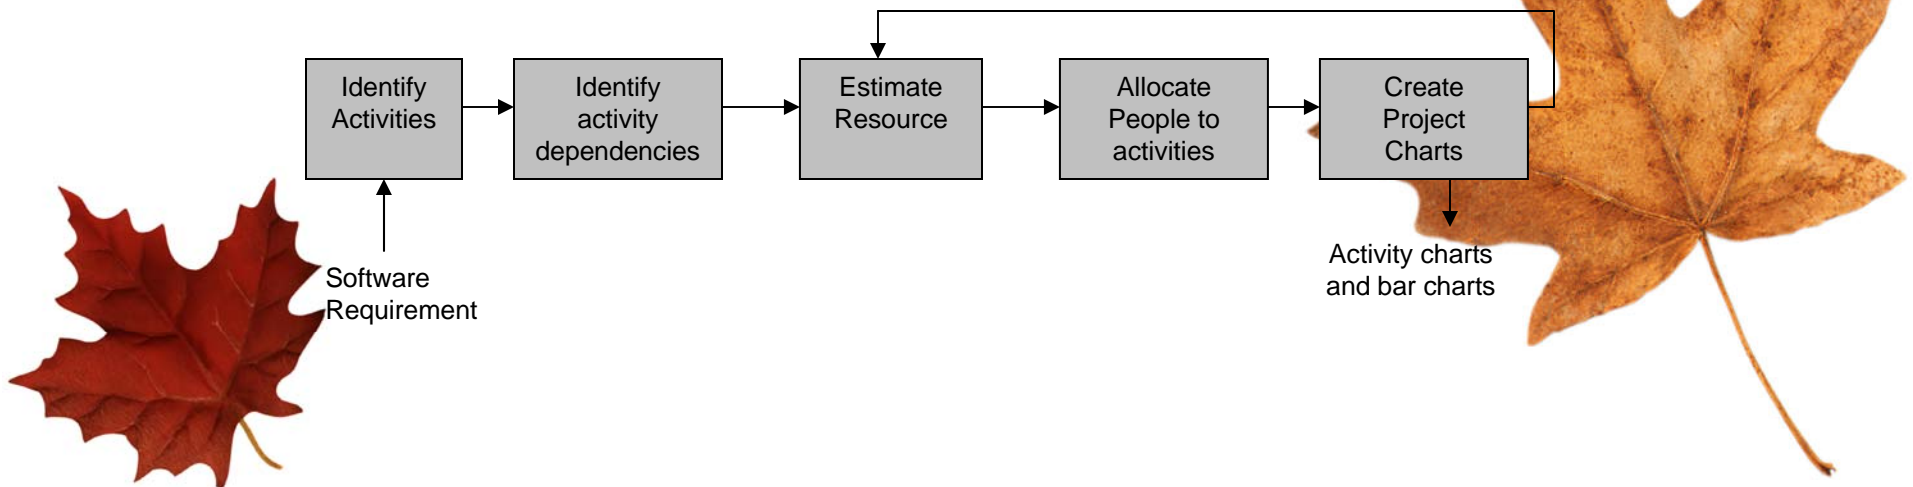 Identify
Activities
Identify
activity
dependencies
Estimate
Resource
Allocate
People to
activities
Create
Project
Charts
Software
Requirement
Activity charts
and bar charts